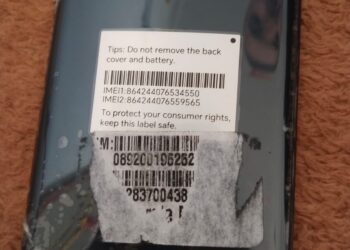 Tips: Do not remove the back
cover and battery.
IMEI1:864244076534550
IMEI2:864244076559565
To protect your consumer rights,
keep this label safe.
M:
089200196252
283700438